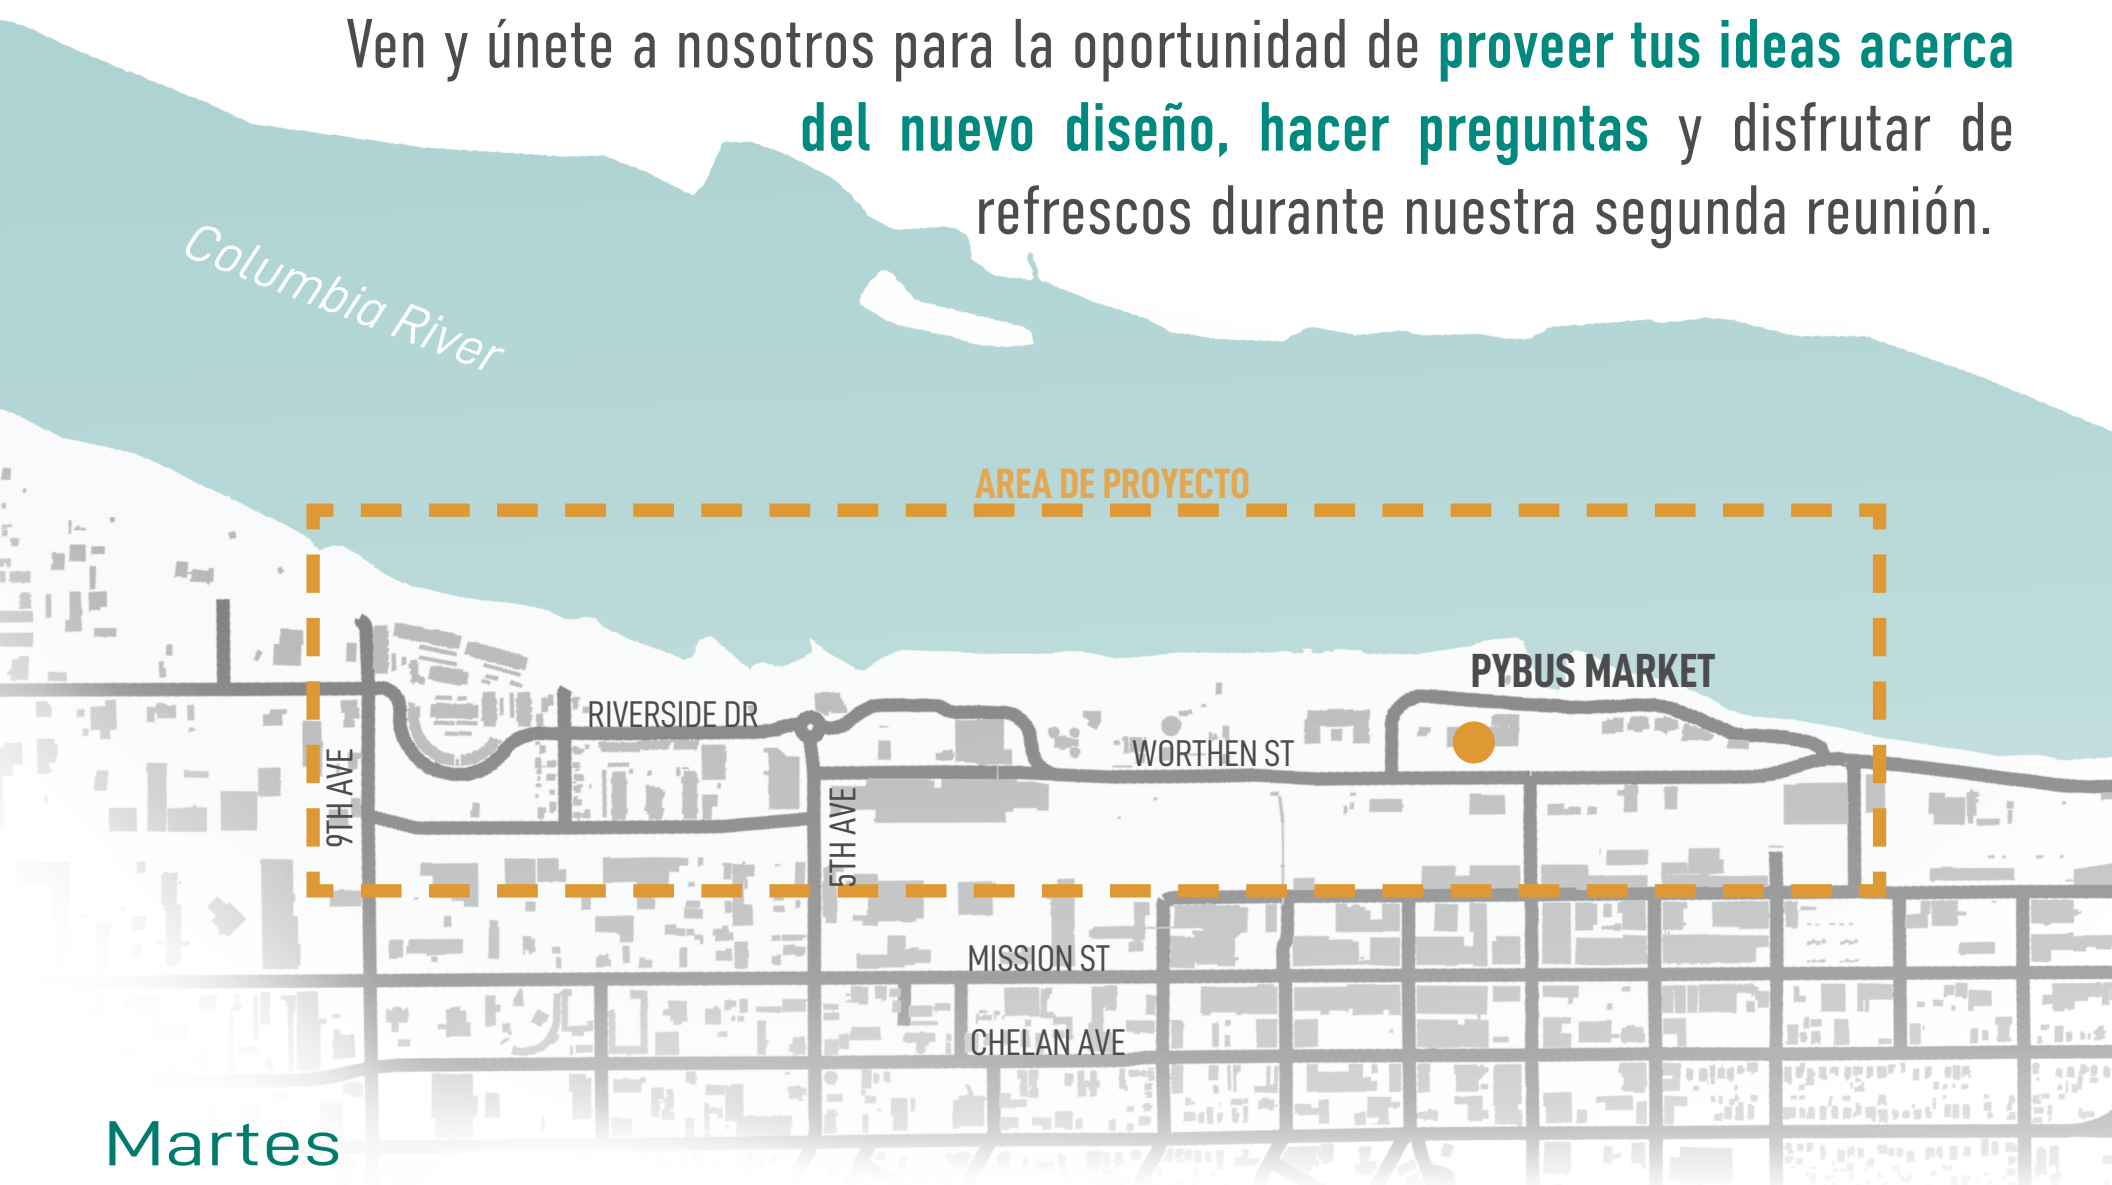 Ven y únete a nosotros para la oportunidad de proveer tus ideas acerca
del nuevo diseño, hacer preguntas y disfrutar de
refrescos durante nuestra segunda reunión.
Columbia River
AREA DE PROYECTO
PYBUS MARKET
RIVERSIDE DR
WORTHEN ST
9TH AVE
5TH AVE
MISSION ST
CHELAN AVE
Martes